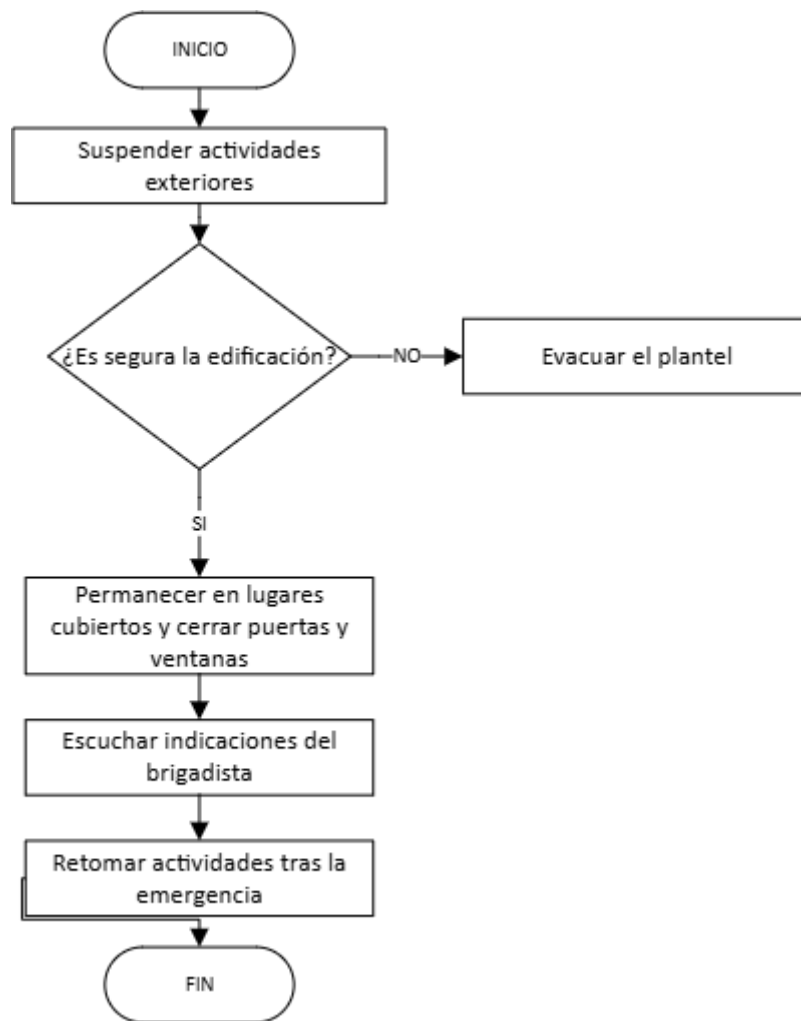 INICIO
Suspender actividades
exteriores
¿Es segura la edificación?
NO
Evacuar el plantel
SI
Permanecer en lugares
cubiertos y cerrar puertas y
ventanas
Escuchar indicaciones del
brigadista
Retomar actividades tras la
emergencia
FIN